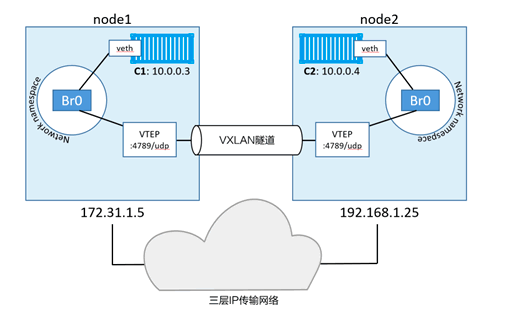 node1
node2
veth
C1: 10.0.0.3
veth
C2: 10.0.0.4
Br0
Network namespace
Br0
Network namespace
VTEP
:4789/udp
VXLAN隧道
VTEP
:4789/udp
172.31.1.5
192.168.1.25
三层IP传输网络